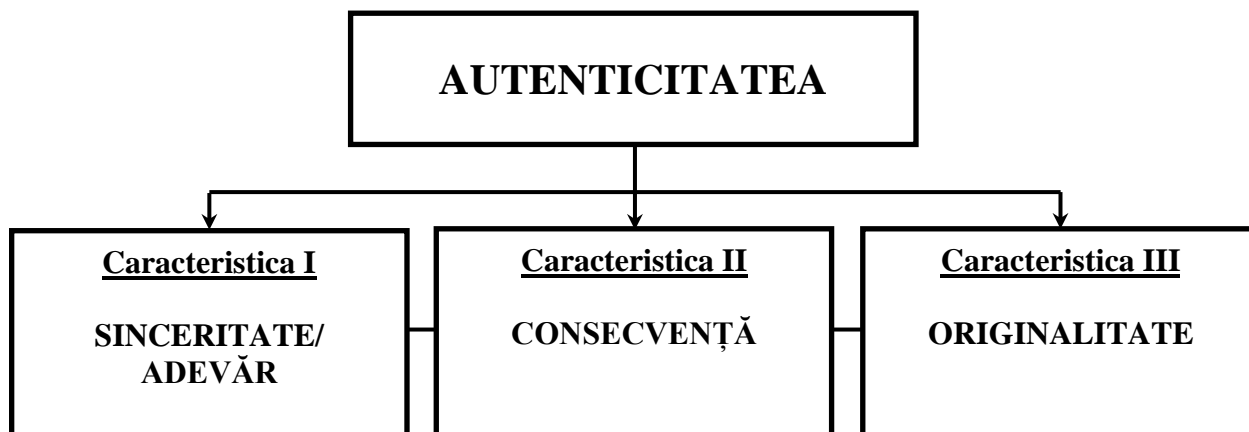 AUTENTICITATEA
Caracteristica I
SINCERITATE/
ADEVĂR
Caracteristica II
CONSECVENȚĂ
Caracteristica III
ORIGINALITATE